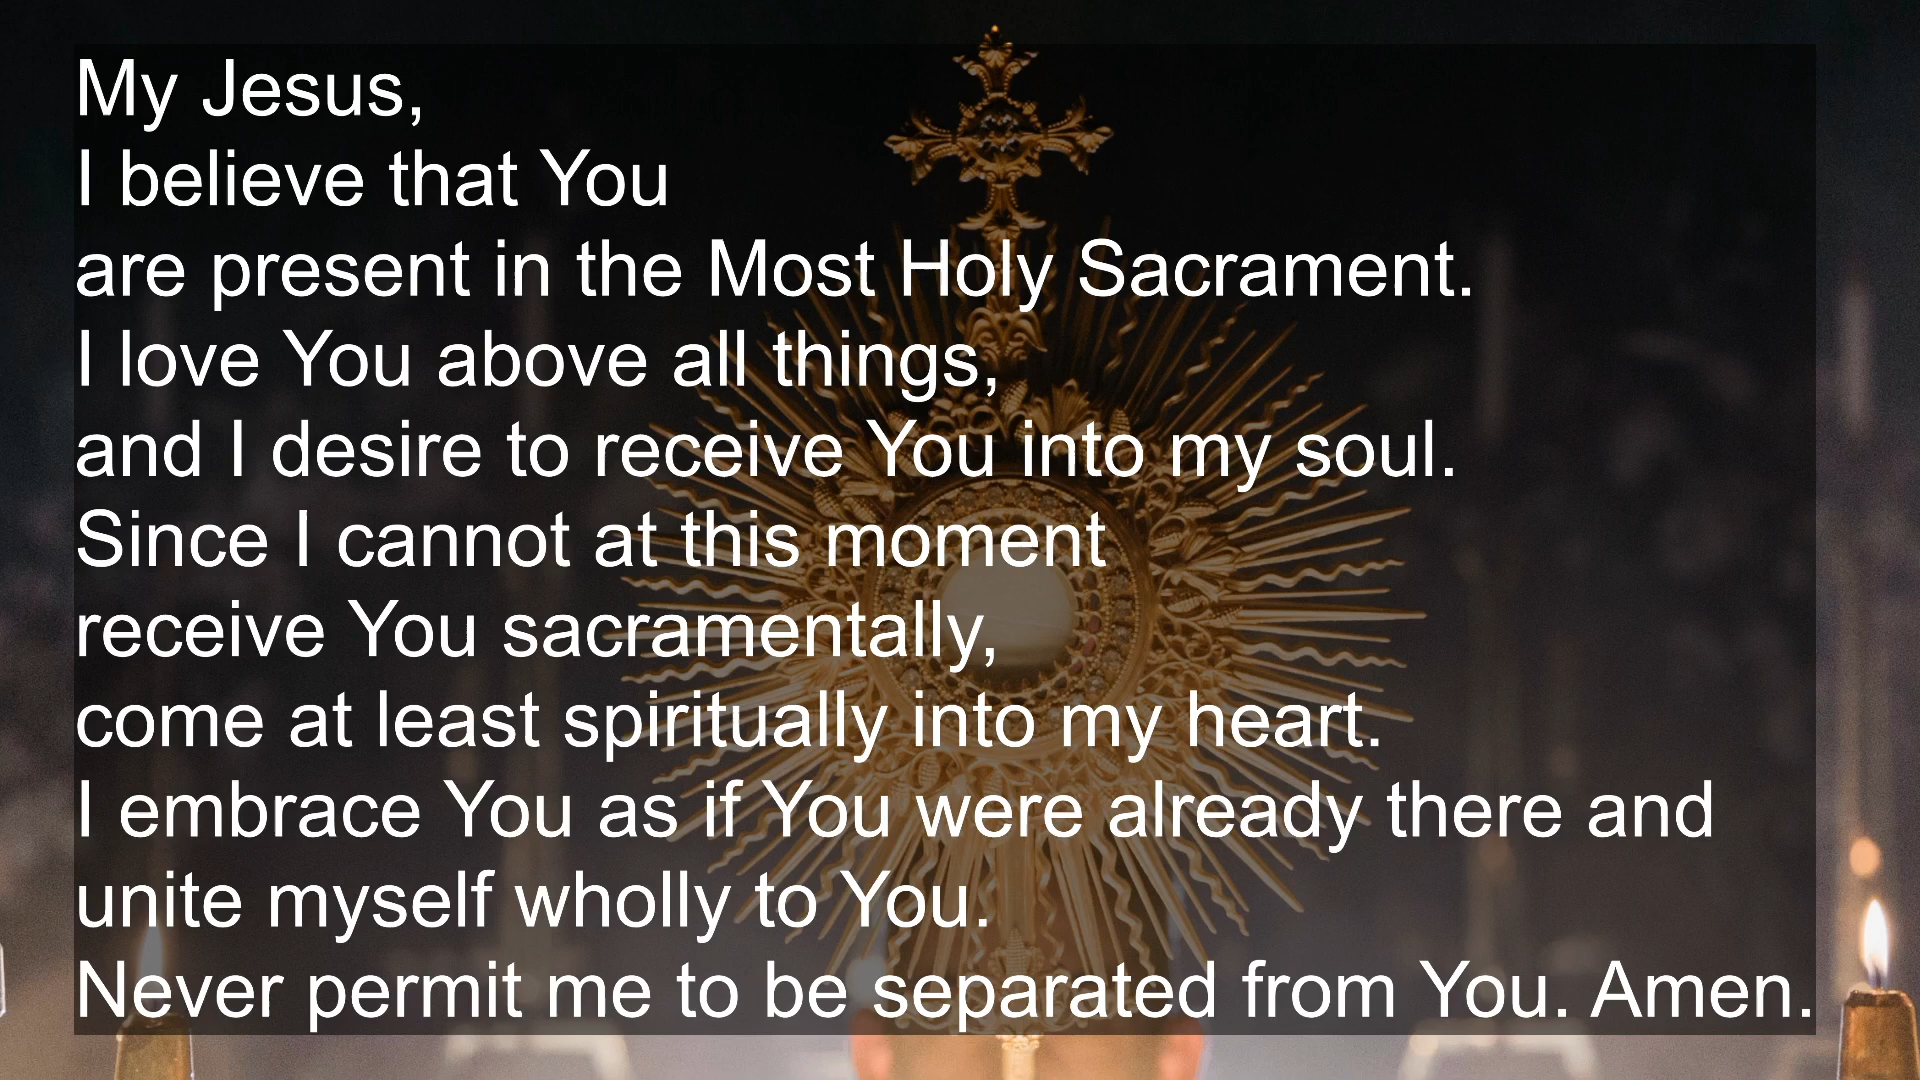 My Jesus,
I believe that You
are present in the Most Holy Sacrament.
I love You above all things,
and I desire to receive You into my soul.
Since I cannot at this moment
receive You sacramentally,
come at least spiritually into my heart.
I embrace You as if You were already there and
unite myself wholly to You.
Never permit me to be separated from You. Amen.